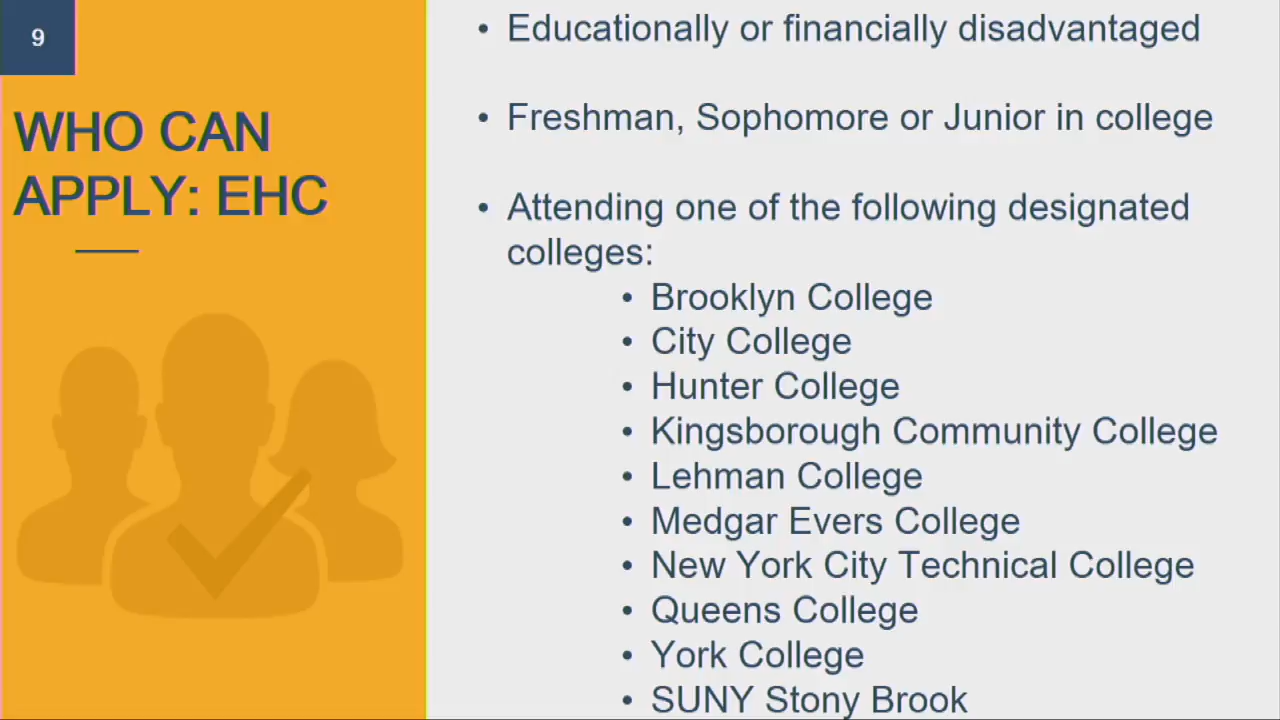 9
WHO CAN
APPLY: EHC
• Educationally or financially disadvantaged
• Freshman, Sophomore or Junior in college
• Attending one of the following designated
colleges:
• Brooklyn College
• City College
• Hunter College
• Kingsborough Community College
• Lehman College
• Medgar Evers College
• New York City Technical College
• Queens College
• York College
• SUNY Stony Brook